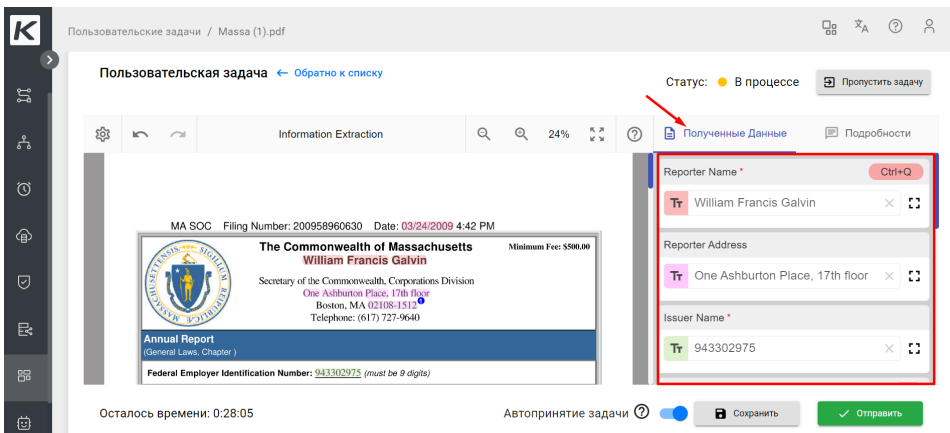 K
Пользовательские задачи / Massa (1).pdf
Пользовательская задача ← Обратно к списку
Статус: В процессе
Пропустить задачу
Information Extraction
24%
Полученные Данные
Подробности
MA SOC Filing Number: 200958960630 Date: 03/24/2009 4:42 PM
The Commonwealth of Massachusetts
Minimum Fee: $500.00
William Francis Galvin
Secretary of the Commonwealth, Corporations Division
One Ashburton Place, 17th floor
Boston, MA 02108-1512
Telephone: (617) 727-9640
Annual Report
(General Laws, Chapter )
Federal Employer Identification Number: 943302975 (must be 9 digits)
Reporter Name *
Ctrl+Q
Tт William Francis Galvin
Reporter Address
Tт One Ashburton Place, 17th floor
Issuer Name *
Tт 943302975
Осталось времени: 0:28:05
Автопринятие задачи
Сохранить
Отправить